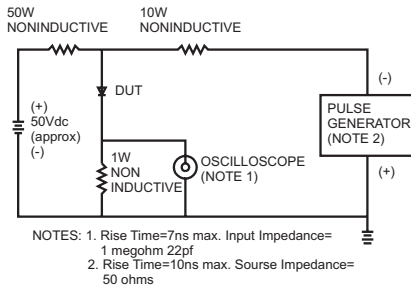 50W
NONINDUCTIVE
10W
NONINDUCTIVE
(+)
50Vdc
(approx)
(-)
DUT
1W
NON
INDUCTIVE
OSCILLOSCOPE
(NOTE 1)
(-)
PULSE
GENERATOR
(NOTE 2)
(+)
NOTES: 1. Rise Time=7ns max. Input Impedance=
1 megohm 22pf
2. Rise Time=10ns max. Sourse Impedance=
50 ohms